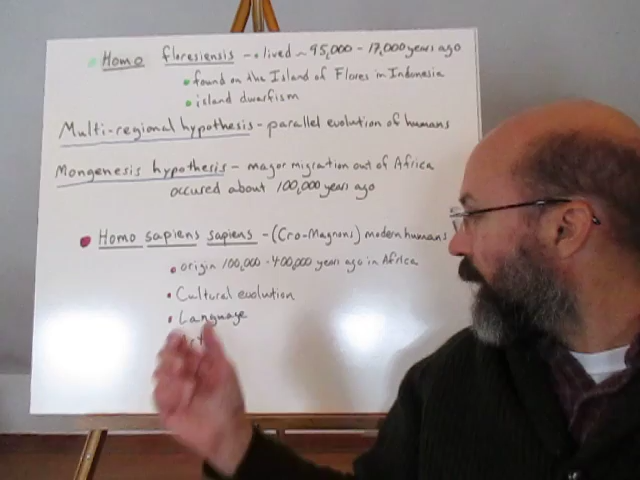 Homo floresiensis - lived ~ 95,000 - 17,000 years ago
found on the Island of Flores in Indonesia
island dwarfism
Multi-regional hypothesis - parallel evolution of humans
Mongenesis hypothesis - major migration out of Africa
occured about 100,000 years ago
Homo sapiens sapiens - (Cro-Magnons) modern humans
origin 100,000 - 400,000 years ago in Africa
Cultural evolution
Language